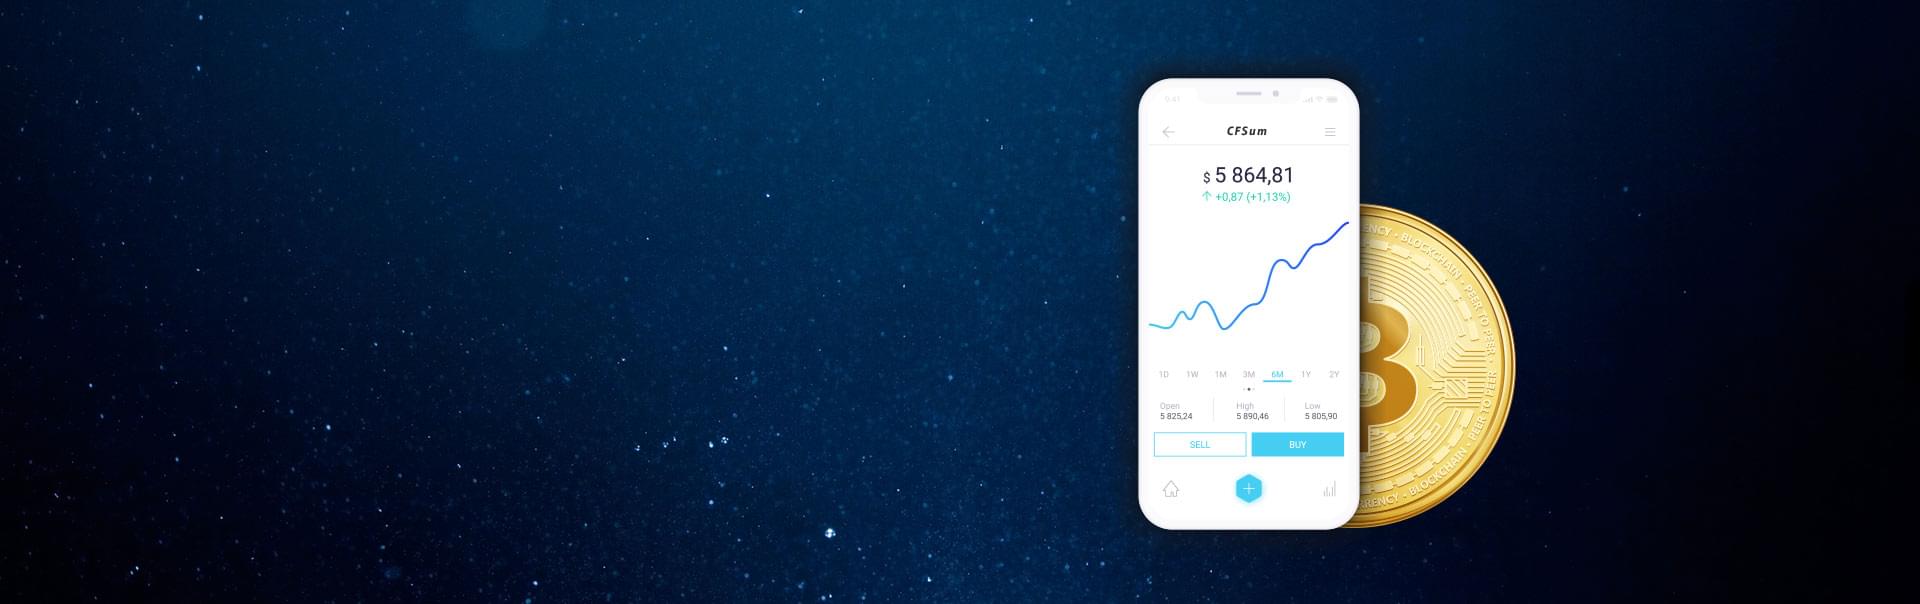 9:41
CFSum
$ 5 864,81
+0,87 (+1,13%)
1D 1W 1M 3M 6M 1Y 2Y
Open High Low
5 825,24 5 890,46 5 805,90
SELL BUY
BLOCKCHAIN • PEER TO PEER • PEER TO PEER • BLOCKCHAIN